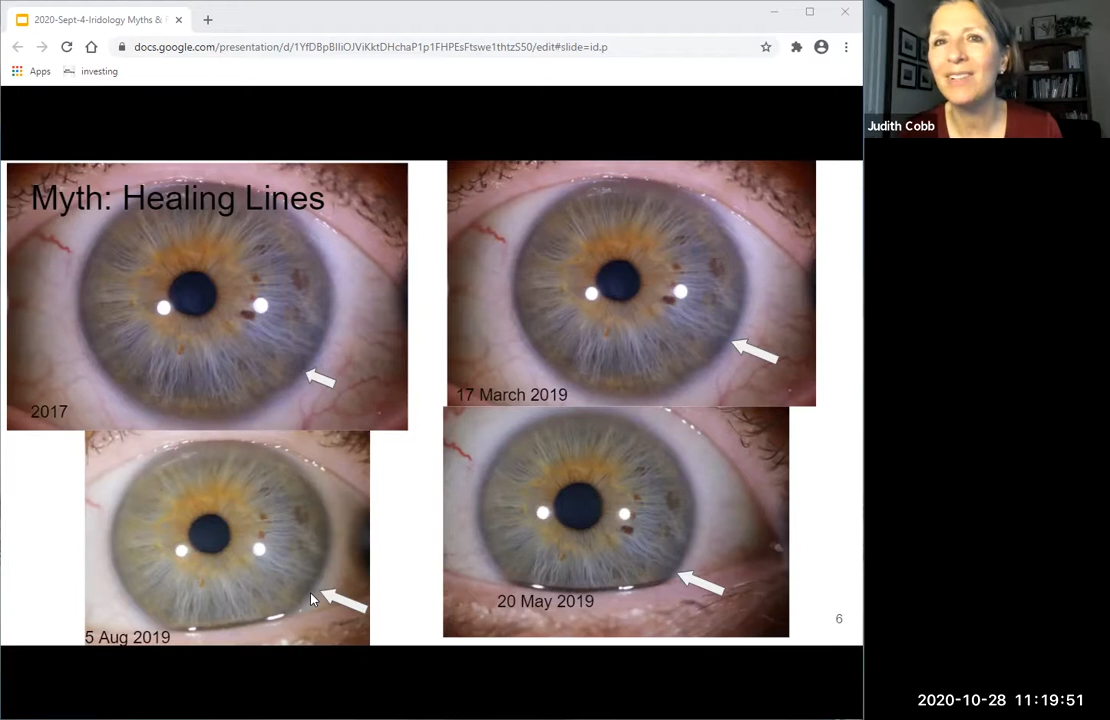 2020-Sept-4-Iridology Myths &
docs.google.com/presentation/d/1YfDBpBlIiOJViKktDHchaP1p1FHPEsFtswe1thtzS50/edit#slide=id.p
Apps investing
Judith Cobb
Myth: Healing Lines
2017
17 March 2019
5 Aug 2019
20 May 2019
6
2020-10-28 11:19:51